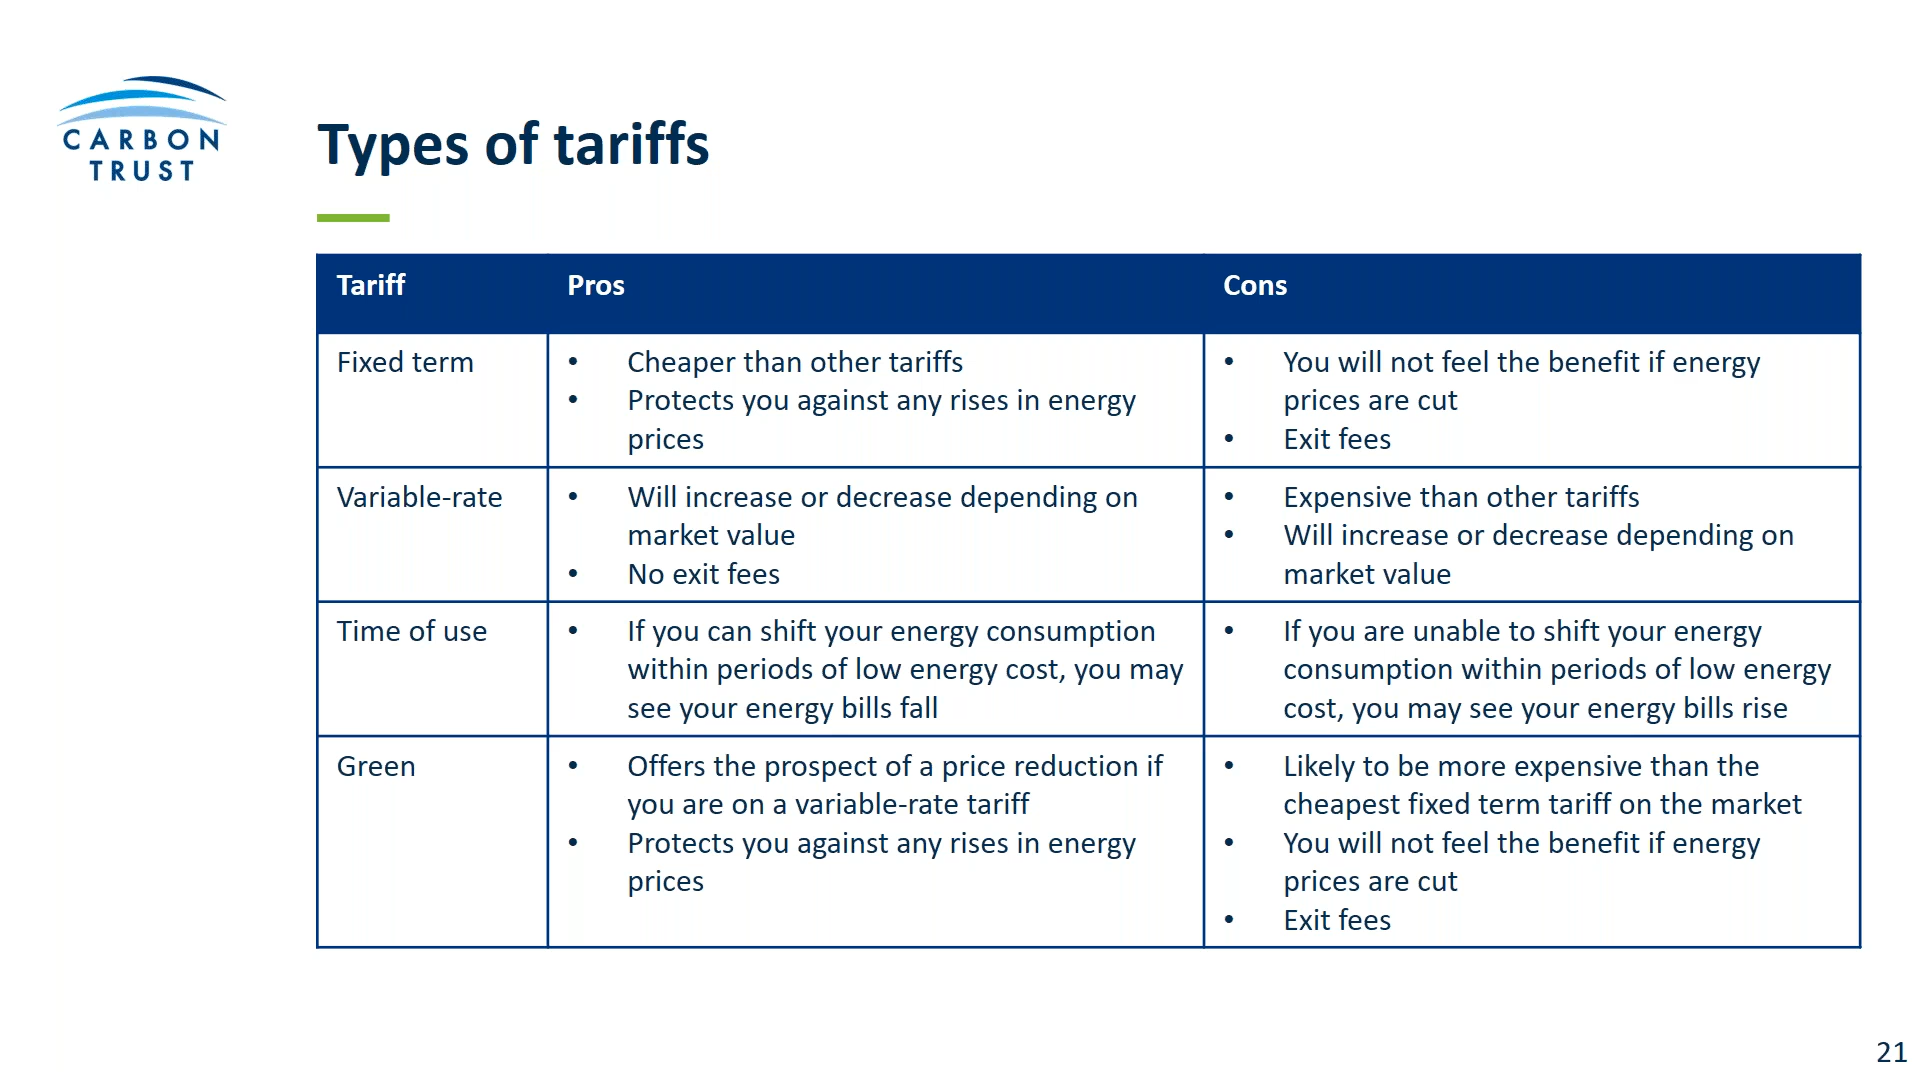 CARBON
TRUST
Types of tariffs
Tariff Pros Cons
Fixed term
• Cheaper than other tariffs
• Protects you against any rises in energy
prices
• You will not feel the benefit if energy
prices are cut
• Exit fees
Variable-rate
• Will increase or decrease depending on
market value
• No exit fees
• Expensive than other tariffs
• Will increase or decrease depending on
market value
Time of use
• If you can shift your energy consumption
within periods of low energy cost, you may
see your energy bills fall
• If you are unable to shift your energy
consumption within periods of low energy
cost, you may see your energy bills rise
Green
• Offers the prospect of a price reduction if
you are on a variable-rate tariff
• Protects you against any rises in energy
prices
• Likely to be more expensive than the
cheapest fixed term tariff on the market
• You will not feel the benefit if energy
prices are cut
• Exit fees
21